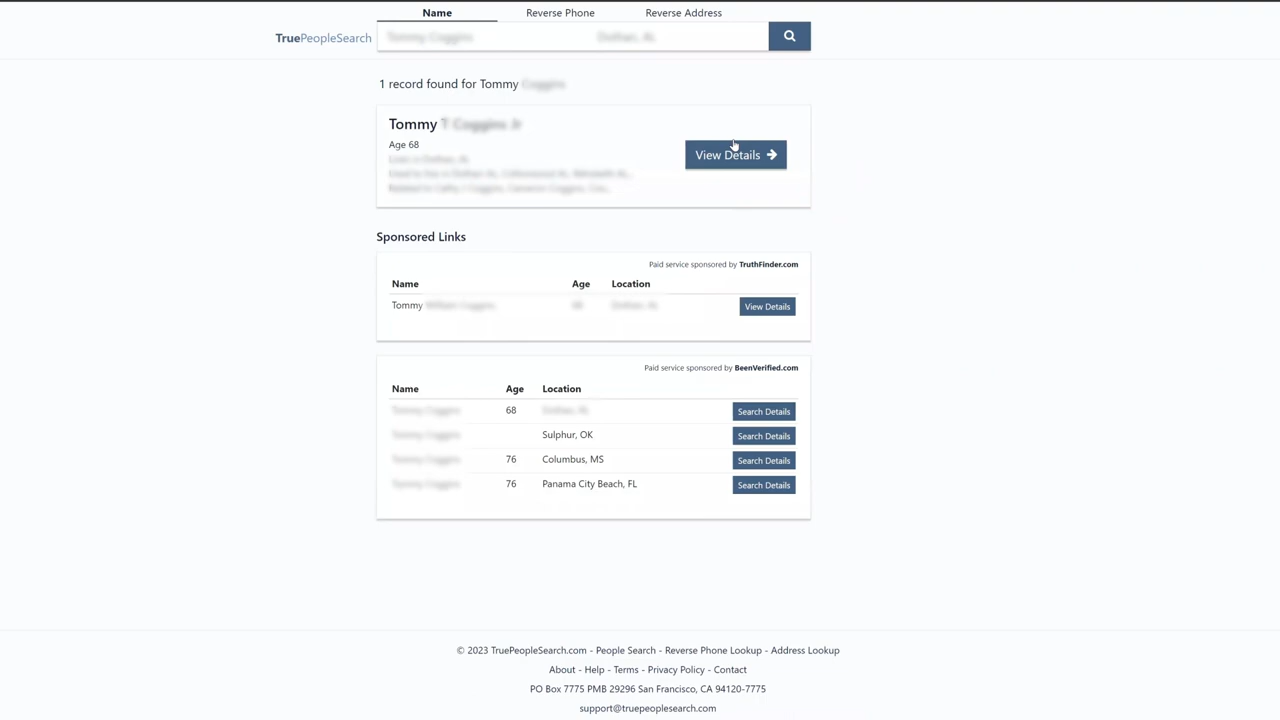 Name Reverse Phone Reverse Address
TruePeopleSearch
1 record found for Tommy
Tommy
Age 68
View Details
Sponsored Links
Paid service sponsored by TruthFinder.com
Name Age Location
Tommy
View Details
Paid service sponsored by BeenVerified.com
Name Age Location
68 Search Details
Sulphur, OK Search Details
76 Columbus, MS Search Details
76 Panama City Beach, FL Search Details
© 2023 TruePeopleSearch.com - People Search - Reverse Phone Lookup - Address Lookup
About - Help - Terms - Privacy Policy - Contact
PO Box 7775 PMB 29296 San Francisco, CA 94120-7775
support@truepeoplesearch.com